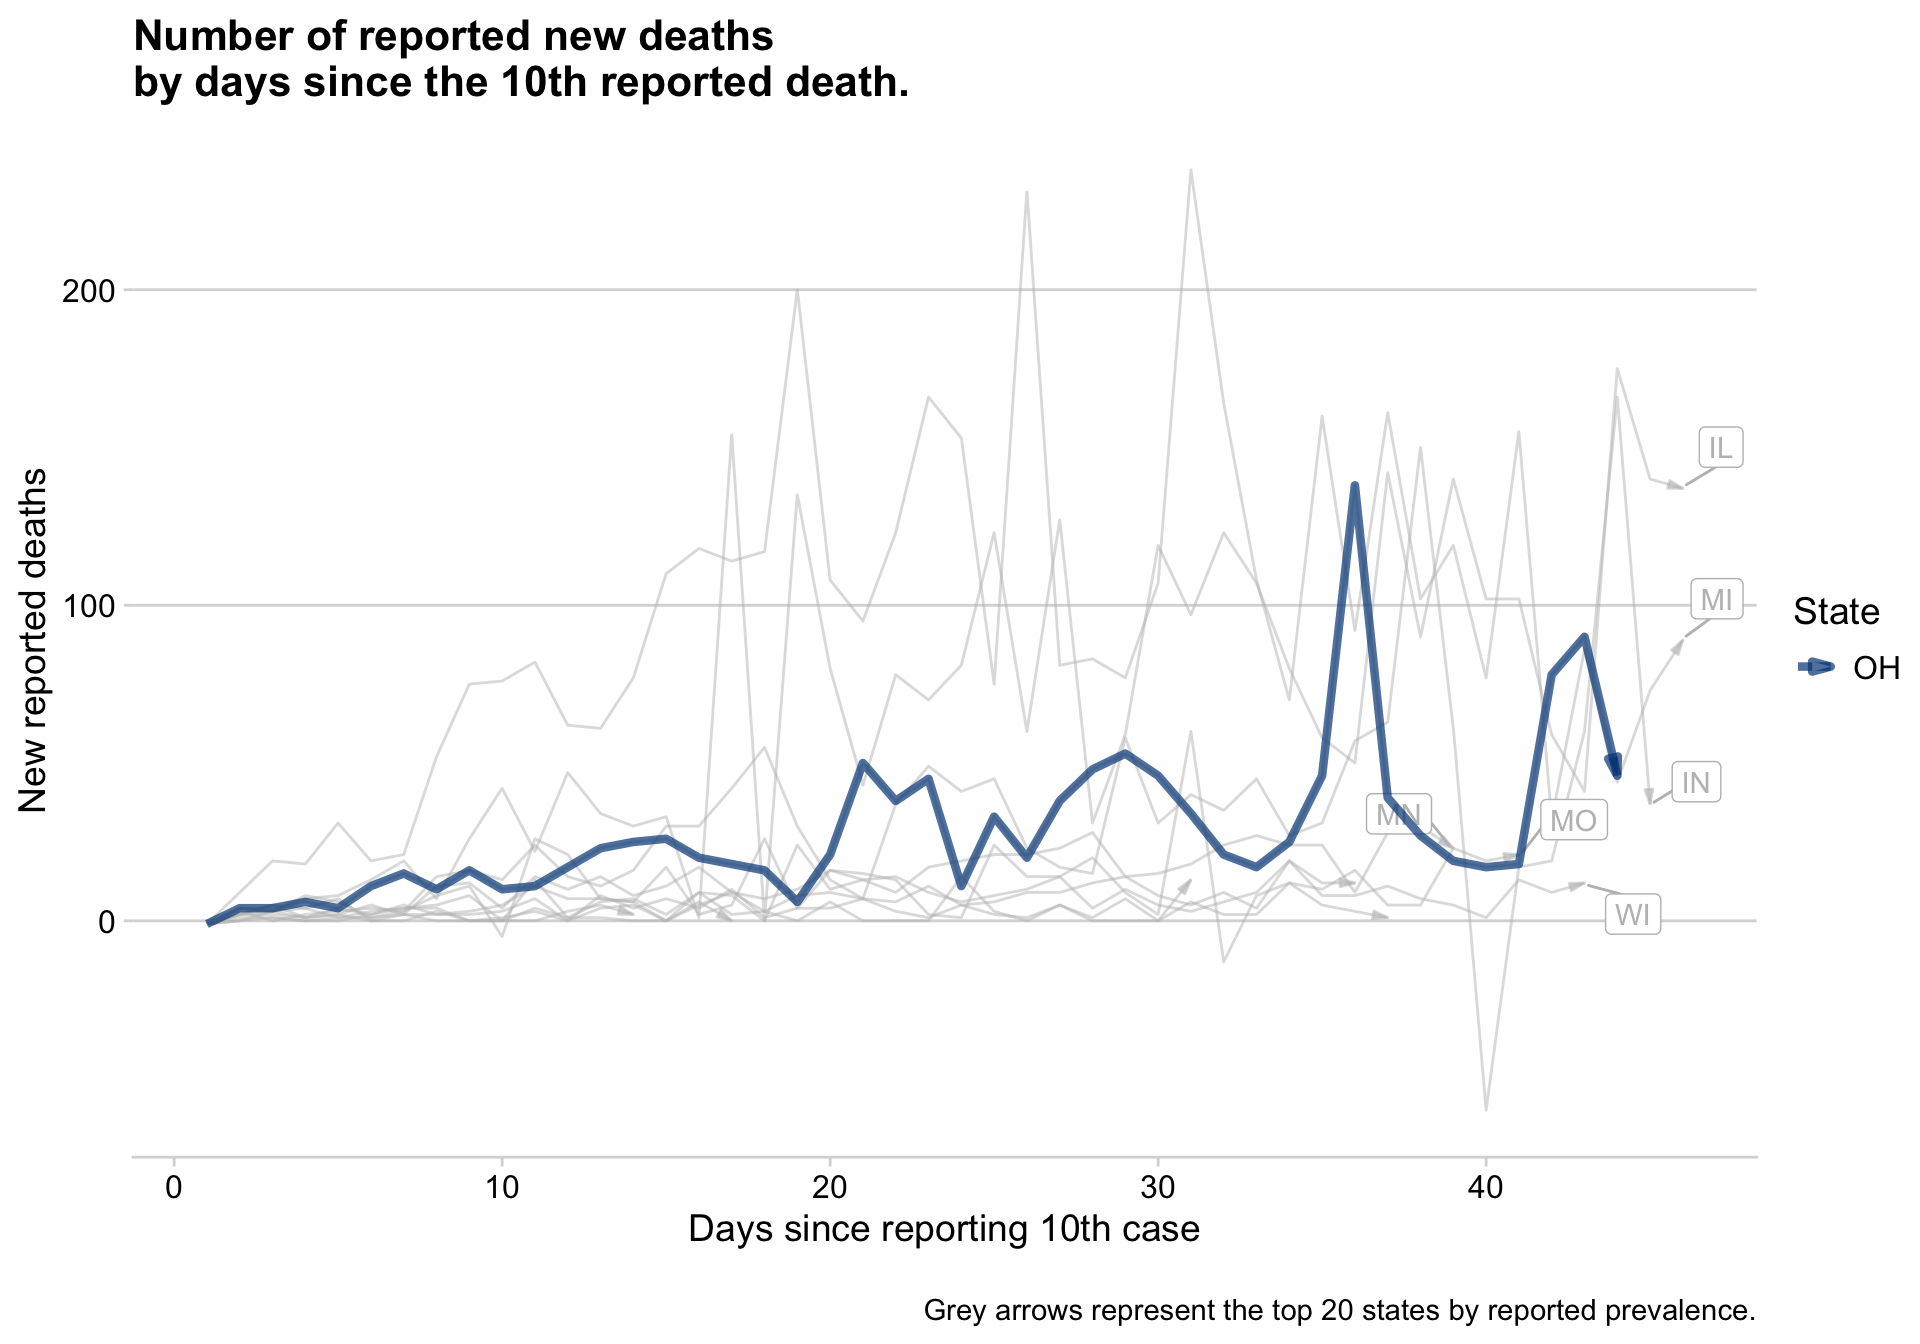 Number of reported new deaths
by days since the 10th reported death.
New reported deaths
200
100
0
IL
MI
IN
MN
MO
WI
State
OH
0
10
20
30
40
Days since reporting 10th case
Grey arrows represent the top 20 states by reported prevalence.